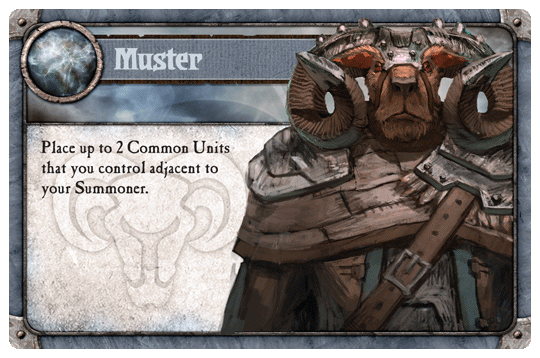 Muster
Place up to 2 Common Units
that you control adjacent to
your Summoner.